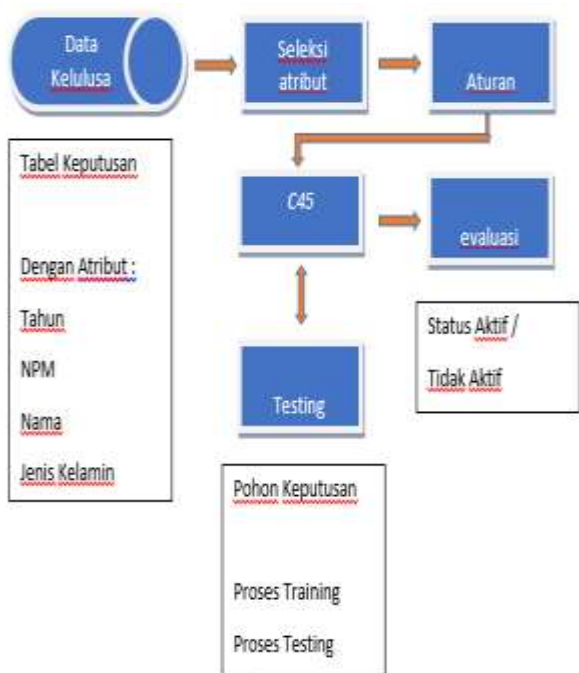 Data
Kelulusa
Seleksi
atribut
Aturan
Tabel Keputusan
Dengan Atribut :
Tahun
NPM
Nama
Jenis Kelamin
C45
evaluasi
Status Aktif /
Tidak Aktif
Testing
Pohon Keputusan
Proses Training
Proses Testing